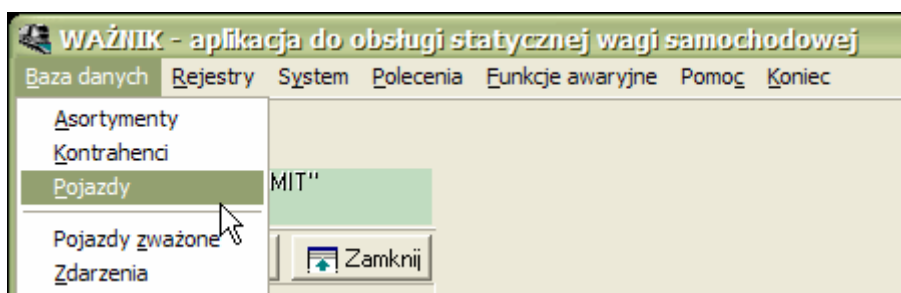 WAŻNIK - aplikacja do obsługi statycznej wagi samochodowej
Baza danych Rejestry System Polecenia Funkcje awaryjne Pomoc Koniec
Asortymenty
Kontrahenci
Pojazdy
MIT"
Pojazdy zważone
Zamknij
Zdarzenia